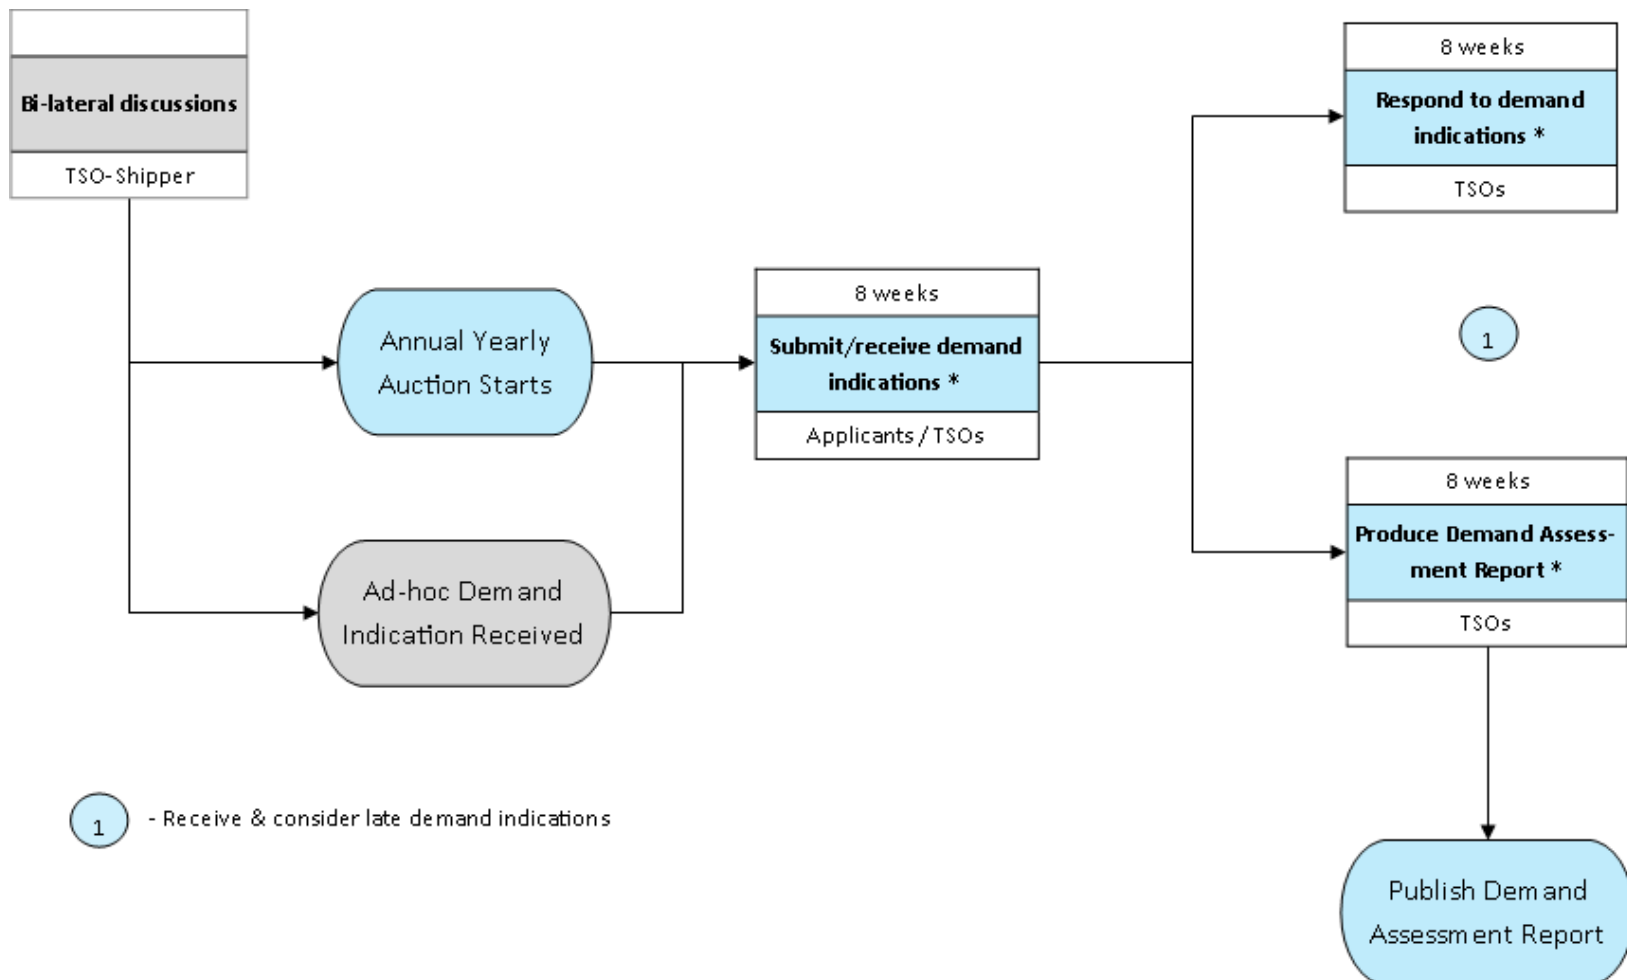 Bi-lateral discussions
TSO-Shipper
Annual Yearly
Auction Starts
Ad-hoc Demand
Indication Received
8 weeks
Submit/receive demand
indications *
Applicants / TSOs
8 weeks
Respond to demand
indications *
TSOs
1
8 weeks
Produce Demand Assess-
ment Report *
TSOs
Publish Demand
Assessment Report
1
- Receive & consider late demand indications